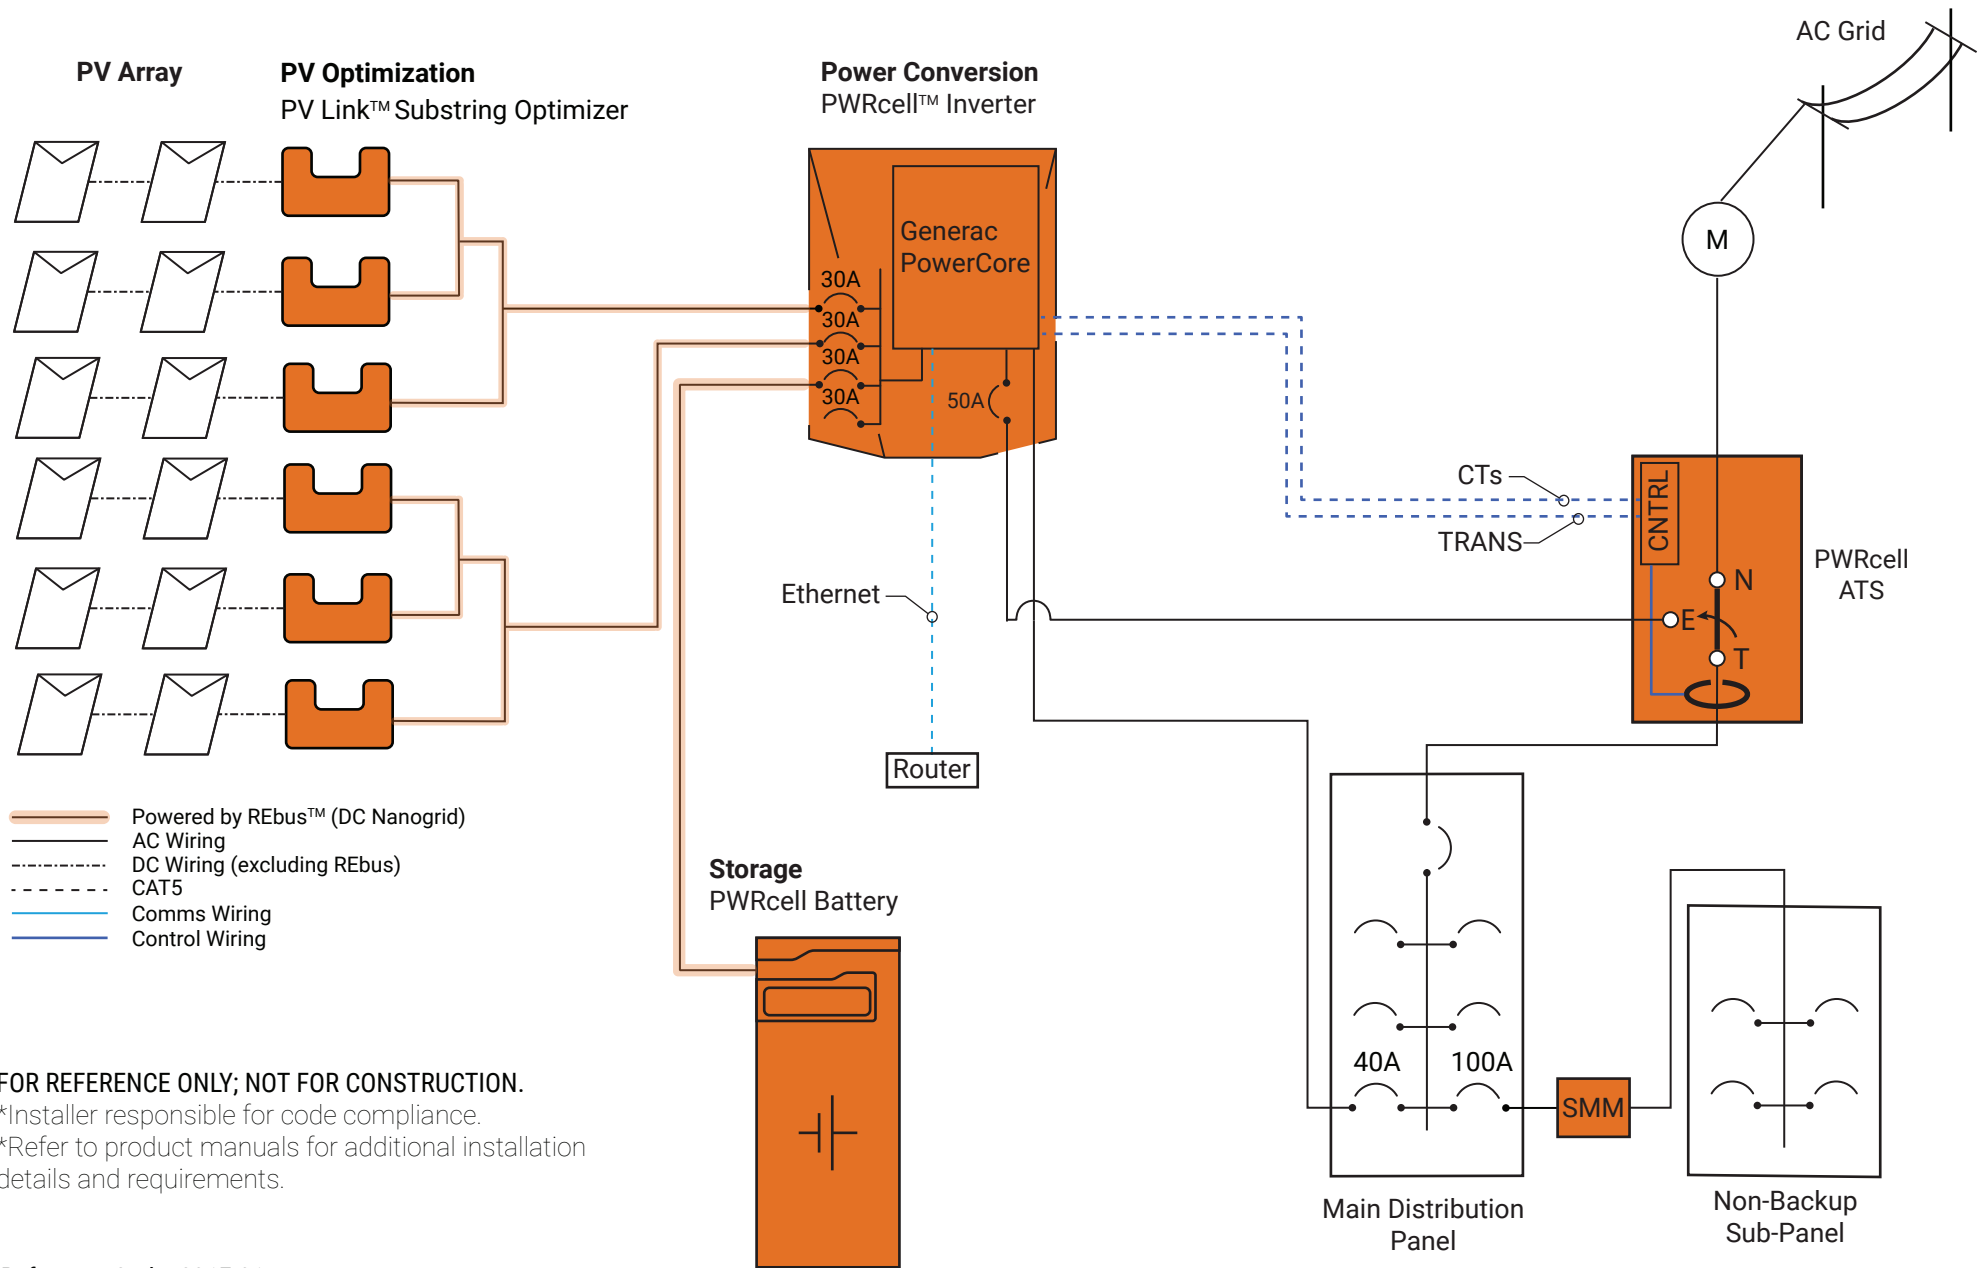 AC Grid
PV Array
PV Optimization
PV Link™ Substring Optimizer
Power Conversion
PWRcell™ Inverter
Generac
PowerCore
30A
30A
30A
30A
50A
M
CTs
TRANS
CNTRL
N
E
T
PWRcell
ATS
Ethernet
Router
Powered by REbus™ (DC Nanogrid)
AC Wiring
DC Wiring (excluding REbus)
CAT5
Comms Wiring
Control Wiring
Storage
PWRcell Battery
40A
100A
SMM
Main Distribution
Panel
Non-Backup
Sub-Panel
FOR REFERENCE ONLY; NOT FOR CONSTRUCTION.
*Installer responsible for code compliance.
*Refer to product manuals for additional installation
details and requirements.